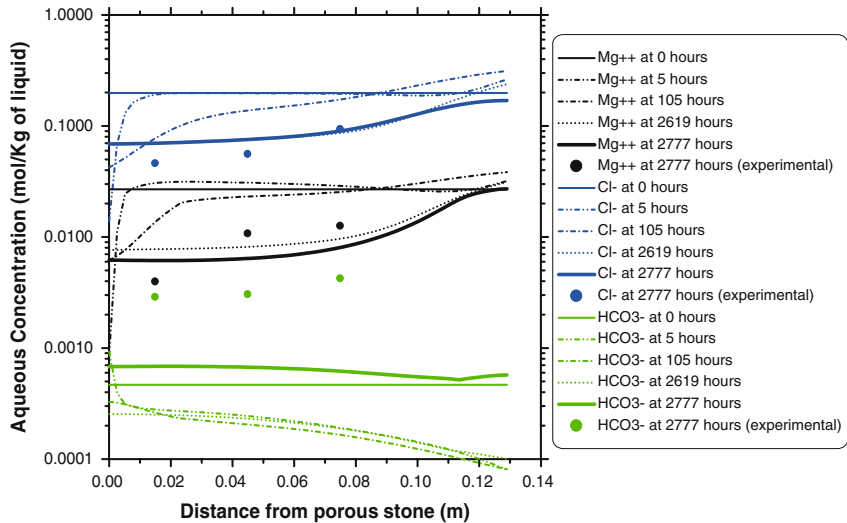 1.0000
0.1000
0.0100
0.0010
0.0001
Aqueous Concentration (mol/Kg of liquid)
0.00 0.02 0.04 0.06 0.08 0.10 0.12 0.14
Distance from porous stone (m)
Mg++ at 0 hours
Mg++ at 5 hours
Mg++ at 105 hours
Mg++ at 2619 hours
Mg++ at 2777 hours
Mg++ at 2777 hours (experimental)
Cl- at 0 hours
Cl- at 5 hours
Cl- at 105 hours
Cl- at 2619 hours
Cl- at 2777 hours
Cl- at 2777 hours (experimental)
HCO3- at 0 hours
HCO3- at 5 hours
HCO3- at 105 hours
HCO3- at 2619 hours
HCO3- at 2777 hours
HCO3- at 2777 hours (experimental)